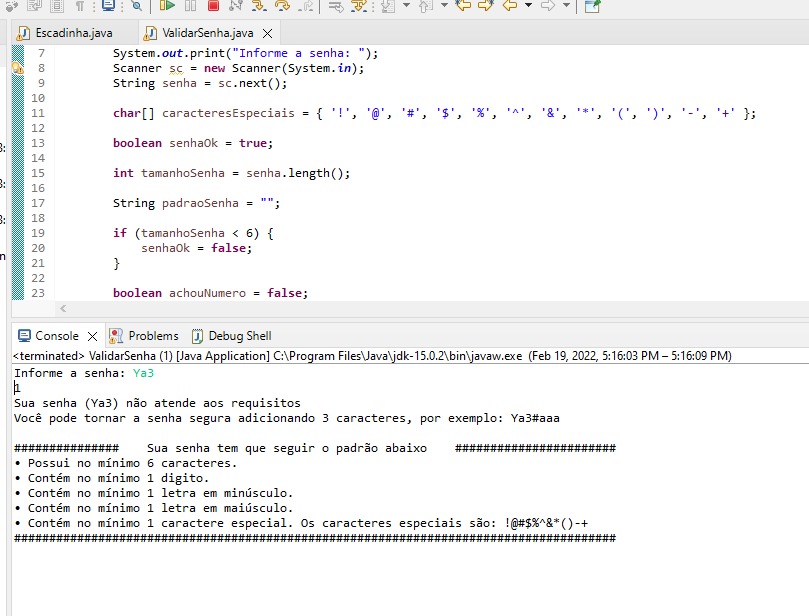 Escadinha.java
ValidarSenha.java
7 System.out.print("Informe a senha: ");
8 Scanner sc = new Scanner(System.in);
9 String senha = sc.next();
10
11 char[] caracteresEspeciais = { '!', '@', '#', '$', '%', '^', '&', '*', '(', ')', '-', '+' };
12
13 boolean senhaOk = true;
14
15 int tamanhoSenha = senha.length();
16
17 String padraoSenha = "";
18
19 if (tamanhoSenha < 6) {
20 senhaOk = false;
21 }
22
23 boolean achouNumero = false;
Console Problems Debug Shell
<terminated> ValidarSenha (1) [Java Application] C:\Program Files\Java\jdk-15.0.2\bin\javaw.exe (Feb 19, 2022, 5:16:03 PM – 5:16:09 PM)
Informe a senha: Ya3
1
Sua senha (Ya3) não atende aos requisitos
Você pode tornar a senha segura adicionando 3 caracteres, por exemplo: Ya3#aaa
############### Sua senha tem que seguir o padrão abaixo #######################
• Possui no mínimo 6 caracteres.
• Contém no mínimo 1 digito.
• Contém no mínimo 1 letra em minúsculo.
• Contém no mínimo 1 letra em maiúsculo.
• Contém no mínimo 1 caractere especial. Os caracteres especiais são: !@#$%^&*()-+
######################################################################################